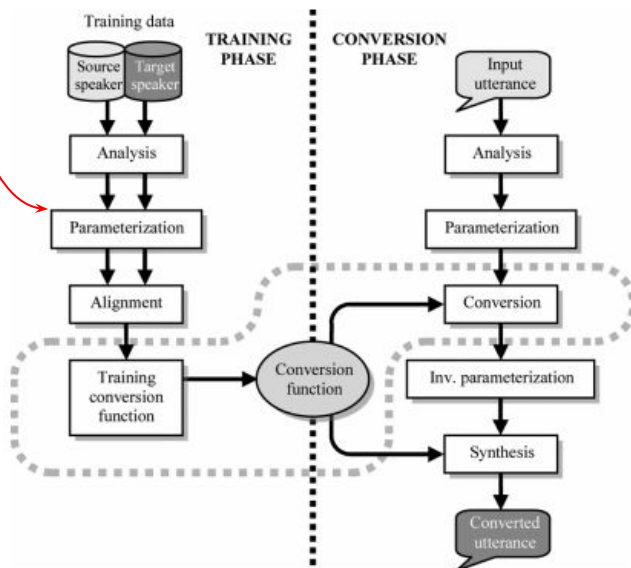 Training data
TRAINING
PHASE
Source
speaker
Target
speaker
Analysis
Parameterization
Alignment
Training
conversion
function
Conversion
function
CONVERSION
PHASE
Input
utterance
Analysis
Parameterization
Conversion
Inv. parameterization
Synthesis
Converted
utterance